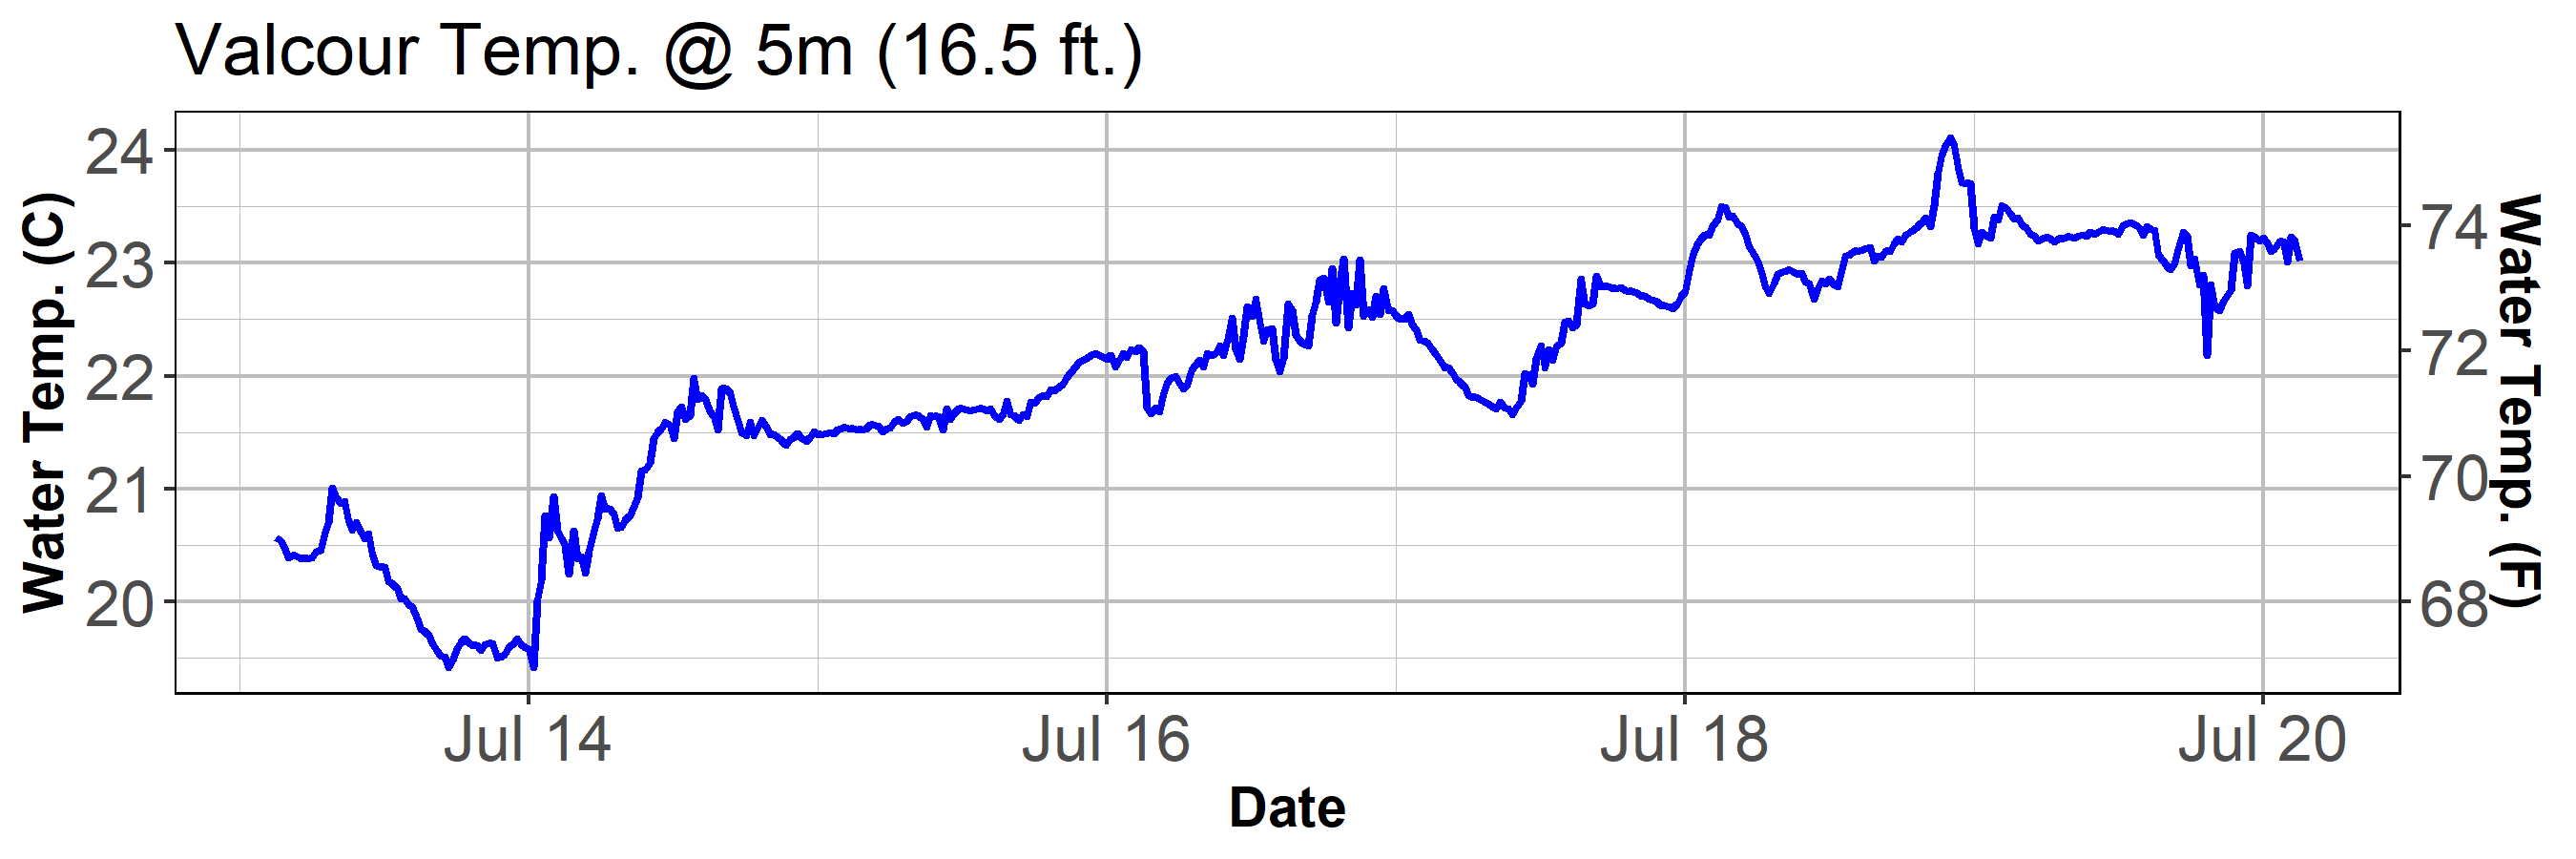 Valcour Temp. @ 5m (16.5 ft.)
Water Temp. (C)
24
23
22
21
20
74
72
70
68
Water Temp. (F)
Jul 14
Jul 16
Jul 18
Jul 20
Date